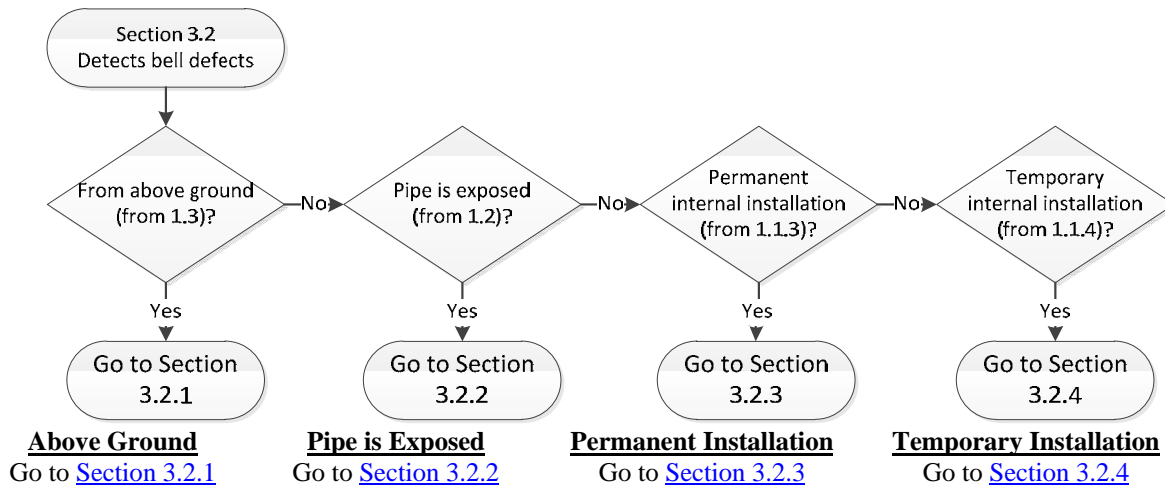 Section 3.2
Detects bell defects
From above ground
(from 1.3)?
No
Pipe is exposed
(from 1.2)?
No
Permanent
internal installation
(from 1.1.3)?
No
Temporary
internal installation
(from 1.1.4)?
Yes
Yes
Yes
Yes
Go to Section
3.2.1
Go to Section
3.2.2
Go to Section
3.2.3
Go to Section
3.2.4
Above Ground
Go to Section 3.2.1
Pipe is Exposed
Go to Section 3.2.2
Permanent Installation
Go to Section 3.2.3
Temporary Installation
Go to Section 3.2.4